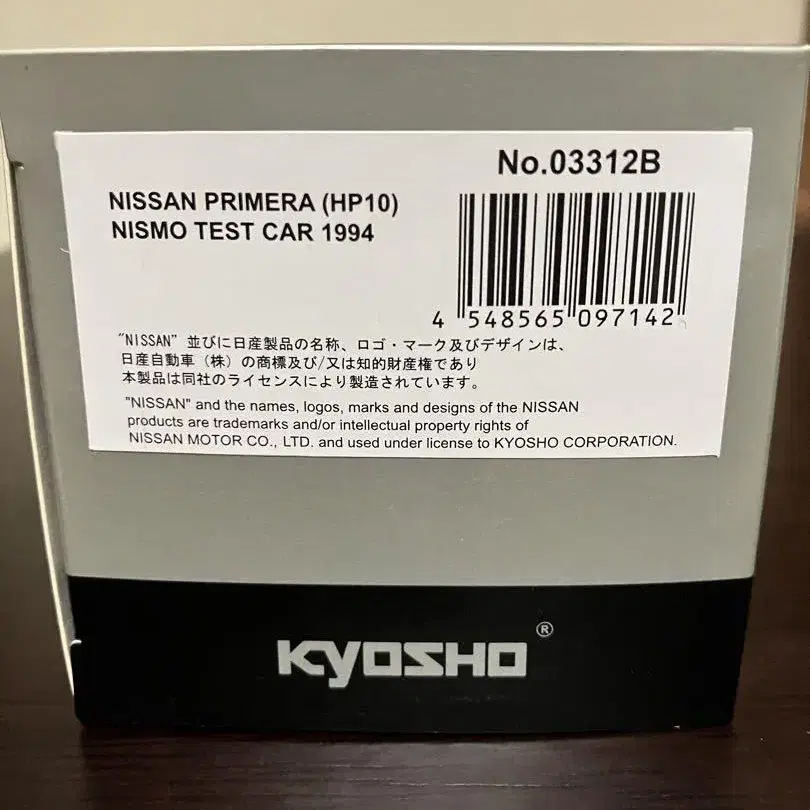 No.03312B
NISSAN PRIMERA (HP10)
NISMO TEST CAR 1994
4 548565 097142
"NISSAN" 並びに日産製品の名称、ロゴ・マーク及びデザインは、
日産自動車（株）の商標及び/又は知的財産権であり
本製品は同社のライセンスにより製造されています。
"NISSAN" and the names, logos, marks and designs of the NISSAN
products are trademarks and/or intellectual property rights of
NISSAN MOTOR CO., LTD. and used under license to KYOSHO CORPORATION.
KYOSHO ®